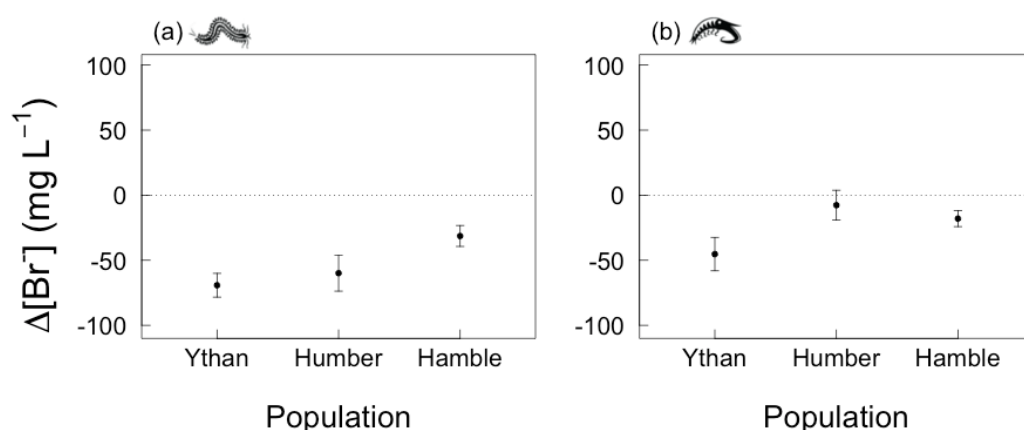 (a)
Δ[Br⁻] (mg L⁻¹)
100
50
0
-50
-100
Ythan Humber Hamble
Population
(b)
100
50
0
-50
-100
Ythan Humber Hamble
Population